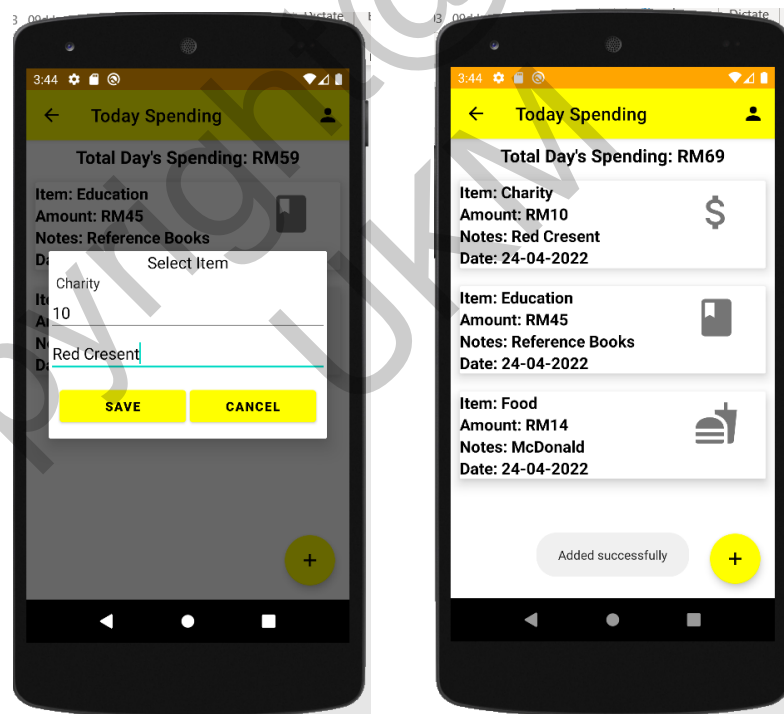 Dictate
3:44
Today Spending
Total Day's Spending: RM59
Item: Education
Amount: RM45
Notes: Reference Books
Select Item
Charity
10
Red Cresent
SAVE
CANCEL
+
Dictate
3:44
Today Spending
Total Day's Spending: RM69
Item: Charity
Amount: RM10
Notes: Red Cresent
Date: 24-04-2022
Item: Education
Amount: RM45
Notes: Reference Books
Date: 24-04-2022
Item: Food
Amount: RM14
Notes: McDonald
Date: 24-04-2022
Added successfully
+
UKM